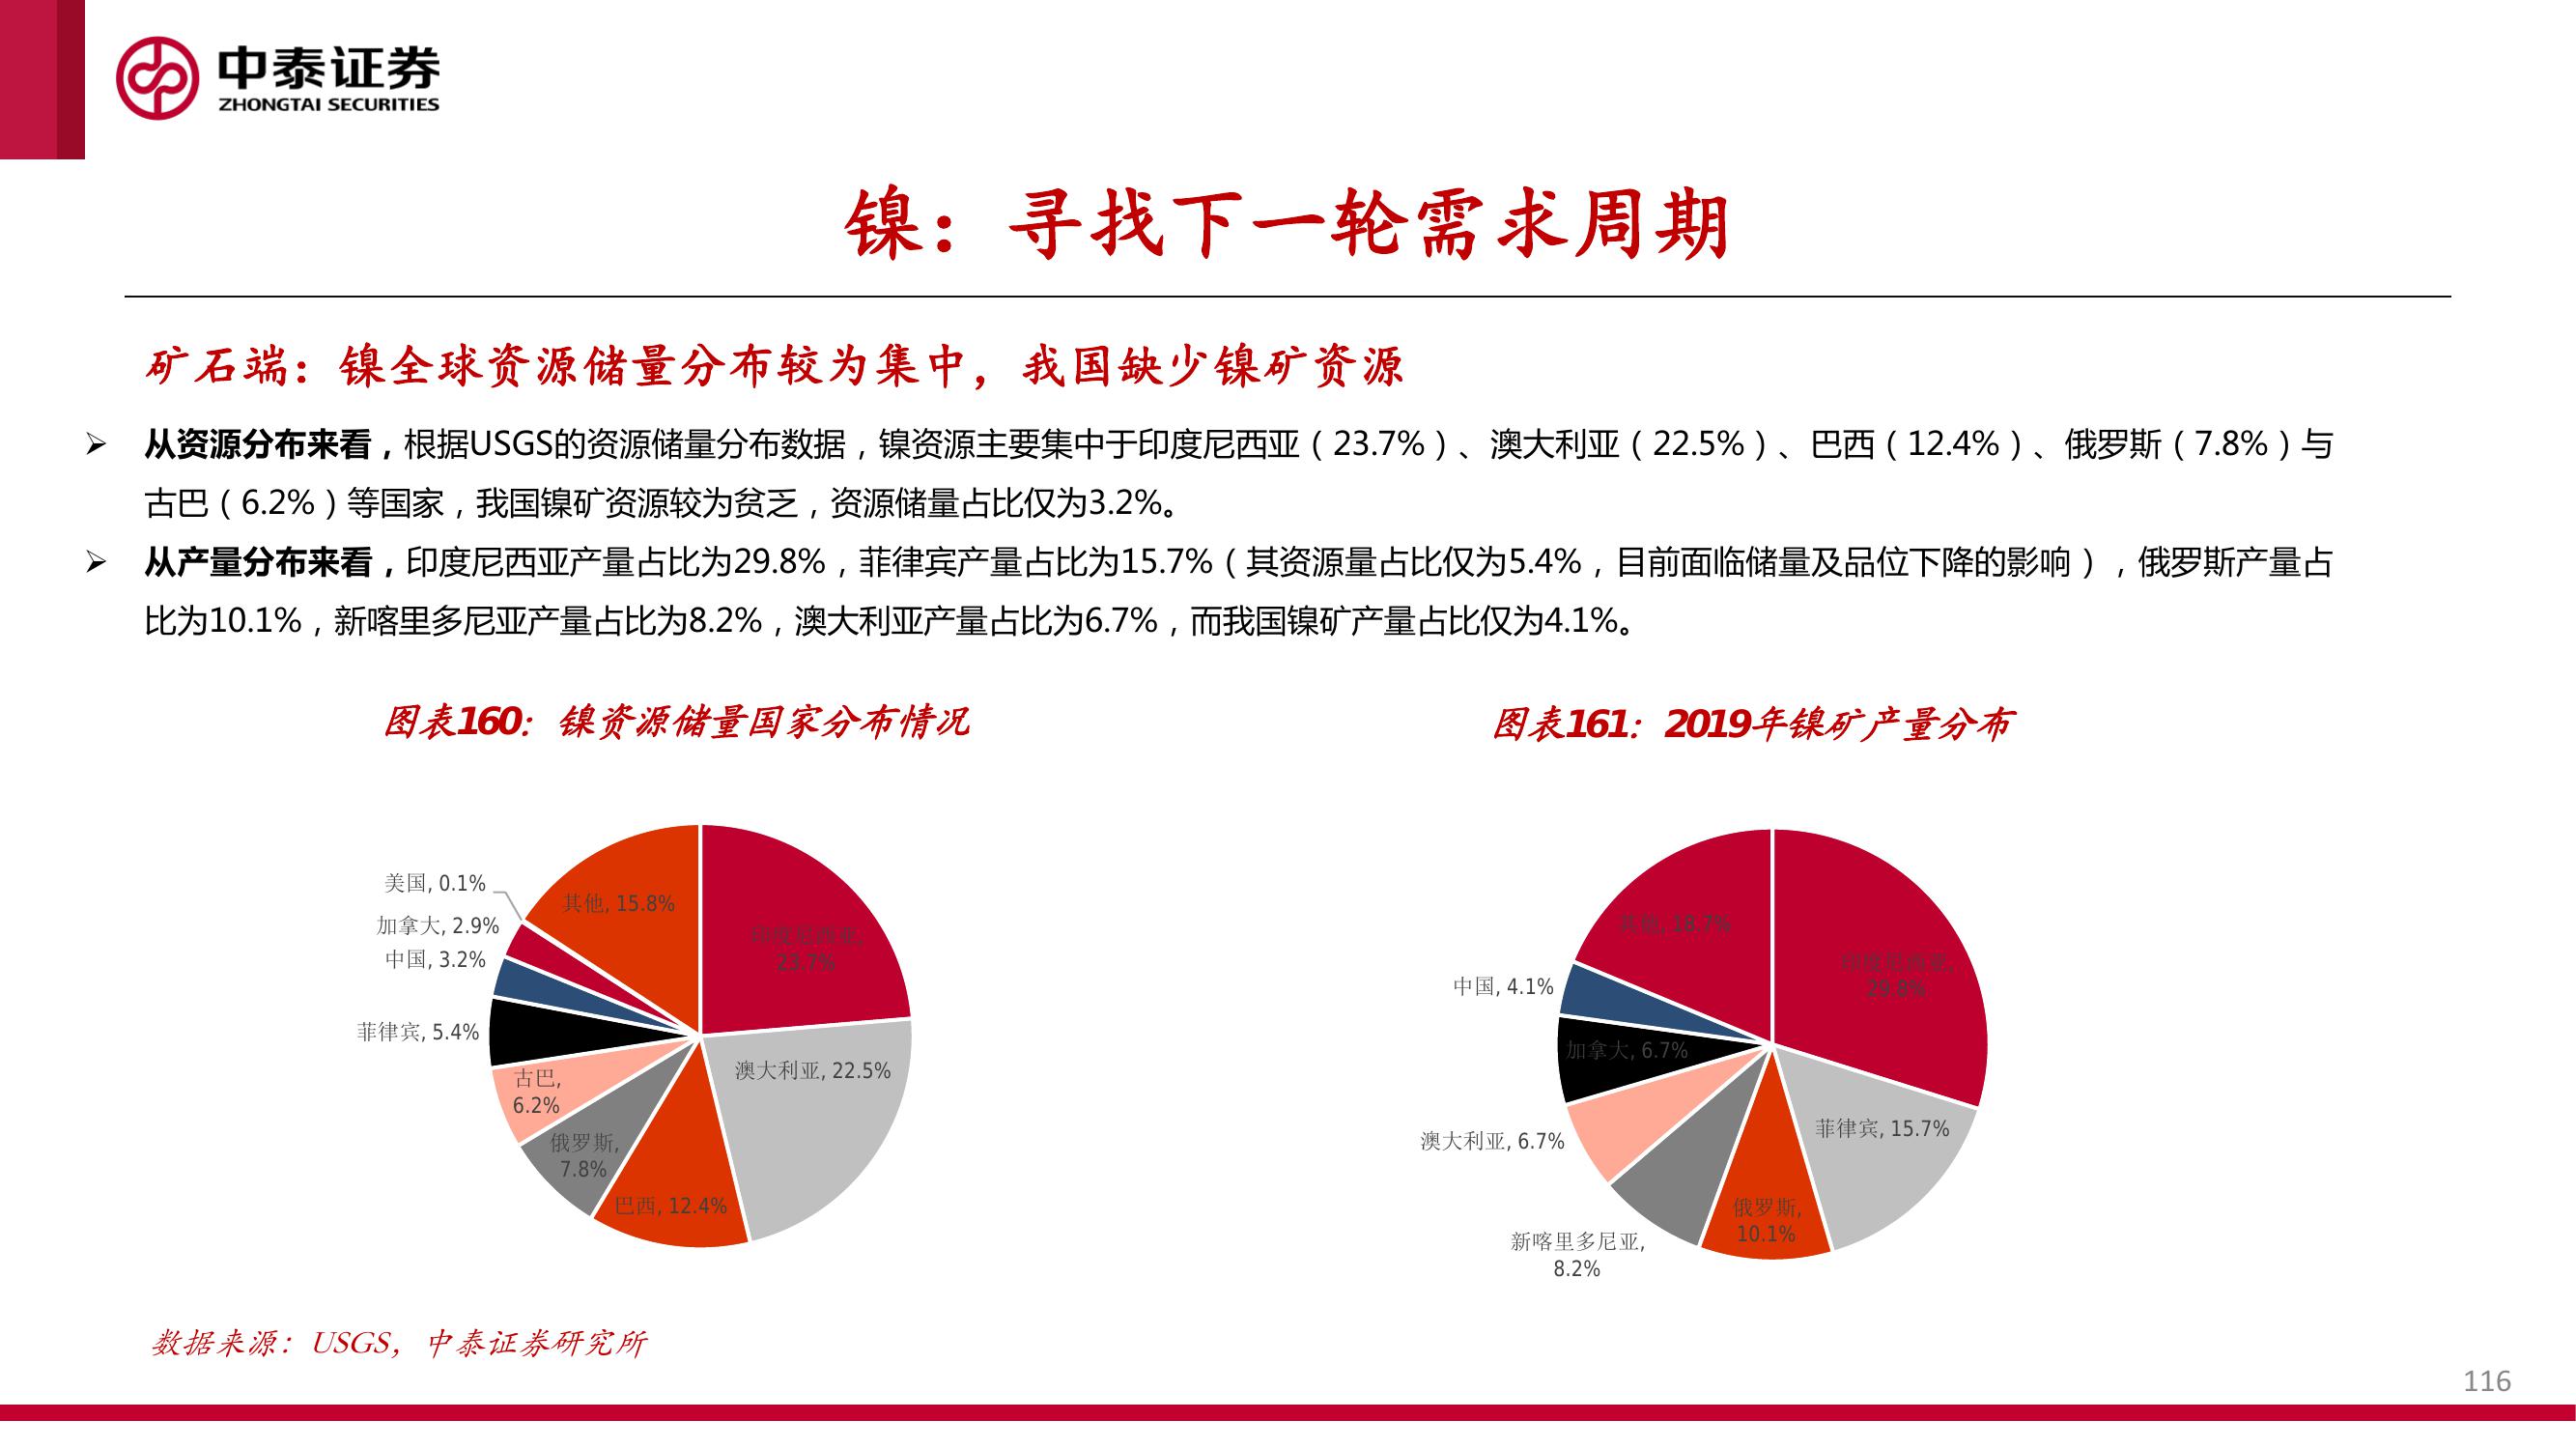 中泰证券
ZHONGTAI SECURITIES
镍：寻找下一轮需求周期
矿石端：镍全球资源储量分布较为集中，我国缺少镍矿资源
从资源分布来看，根据USGS的资源储量分布数据，镍资源主要集中于印度尼西亚（23.7%）、澳大利亚（22.5%）、巴西（12.4%）、俄罗斯（7.8%）与
古巴（6.2%）等国家，我国镍矿资源较为贫乏，资源储量占比仅为3.2%。
从产量分布来看，印度尼西亚产量占比为29.8%，菲律宾产量占比为15.7%（其资源量占比仅为5.4%，目前面临储量及品位下降的影响），俄罗斯产量占
比为10.1%，新喀里多尼亚产量占比为8.2%，澳大利亚产量占比为6.7%，而我国镍矿产量占比仅为4.1%。
图表160：镍资源储量国家分布情况
美国, 0.1%
其他, 15.8%
加拿大, 2.9%
中国, 3.2%
印度尼西亚,
23.7%
菲律宾, 5.4%
澳大利亚, 22.5%
古巴,
6.2%
俄罗斯,
7.8%
巴西, 12.4%
图表161：2019年镍矿产量分布
其他, 18.7%
印度尼西亚,
29.8%
中国, 4.1%
加拿大, 6.7%
菲律宾, 15.7%
澳大利亚, 6.7%
俄罗斯,
10.1%
新喀里多尼亚,
8.2%
数据来源：USGS，中泰证券研究所
116